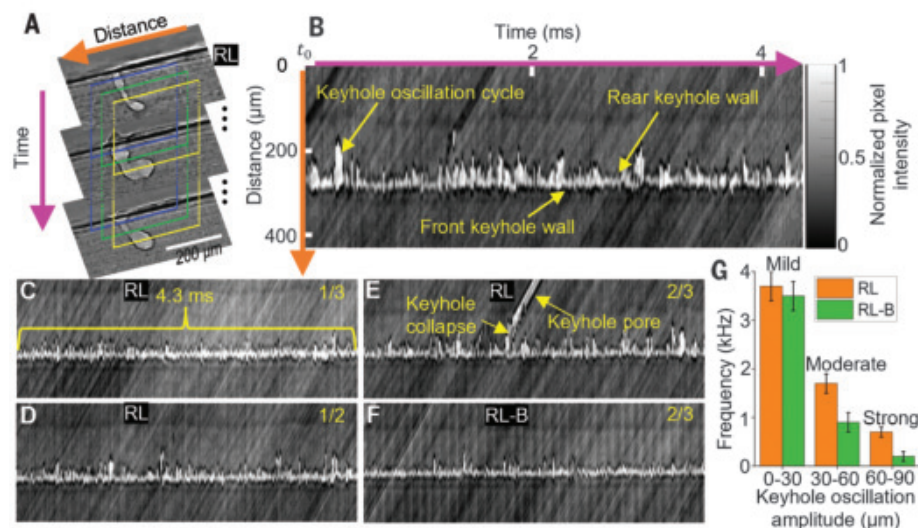 A
Distance
RL
Time
200 µm
B
Time (ms)
t₀
2
4
0
200
400
Distance (µm)
Keyhole oscillation cycle
Rear keyhole wall
Front keyhole wall
1
0.5
0
Normalized pixel
intensity
C
RL
1/3
4.3 ms
D
RL
1/2
E
RL
2/3
Keyhole
collapse
Keyhole pore
F
RL-B
2/3
G
4
3
2
1
0
Frequency (kHz)
Mild
Moderate
Strong
RL
RL-B
0-30
30-60
60-90
Keyhole oscillation
amplitude (µm)